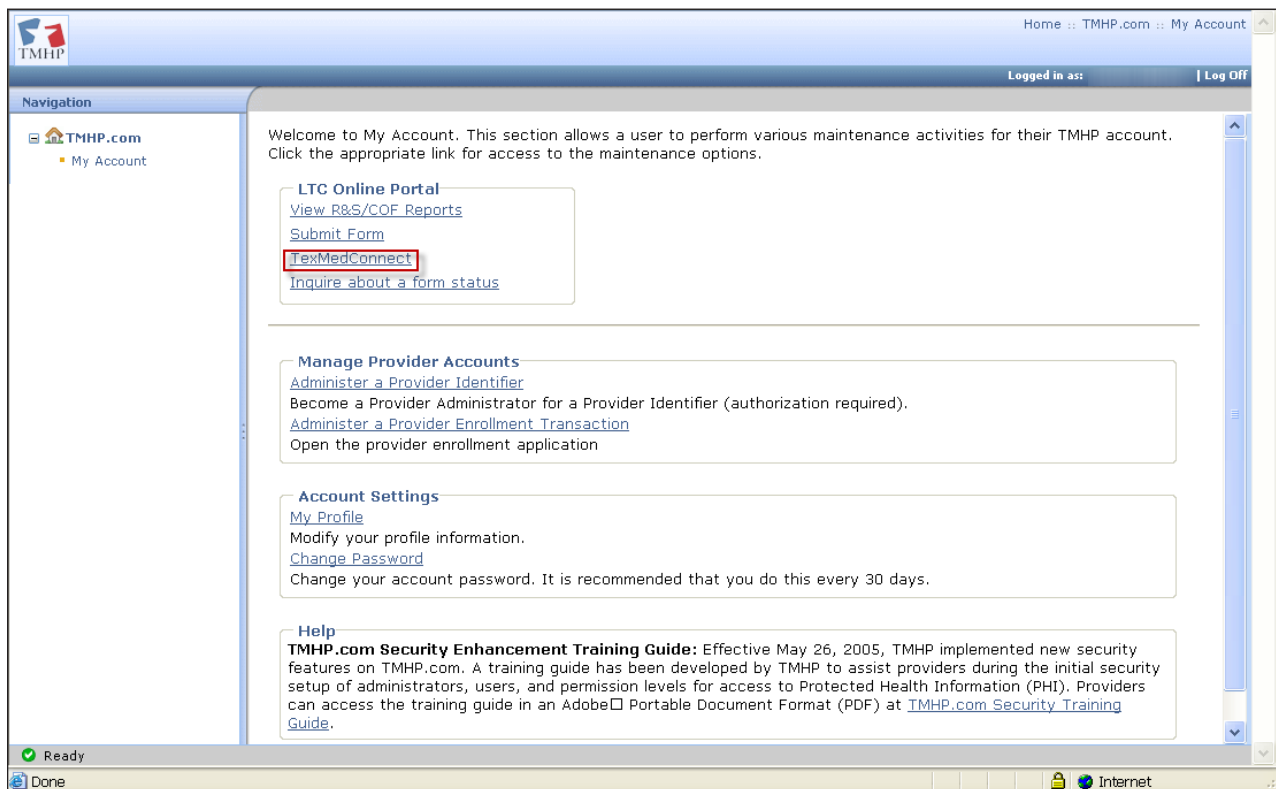 TMHP
Home :: TMHP.com :: My Account
Logged in as: | Log Off
Navigation
TMHP.com
My Account
Welcome to My Account. This section allows a user to perform various maintenance activities for their TMHP account.
Click the appropriate link for access to the maintenance options.
LTC Online Portal
View R&S/COF Reports
Submit Form
TexMedConnect
Inquire about a form status
Manage Provider Accounts
Administer a Provider Identifier
Become a Provider Administrator for a Provider Identifier (authorization required).
Administer a Provider Enrollment Transaction
Open the provider enrollment application
Account Settings
My Profile
Modify your profile information.
Change Password
Change your account password. It is recommended that you do this every 30 days.
Help
TMHP.com Security Enhancement Training Guide: Effective May 26, 2005, TMHP implemented new security
features on TMHP.com. A training guide has been developed by TMHP to assist providers during the initial security
setup of administrators, users, and permission levels for access to Protected Health Information (PHI). Providers
can access the training guide in an Adobe□ Portable Document Format (PDF) at TMHP.com Security Training
Guide.
Ready
Done
Internet